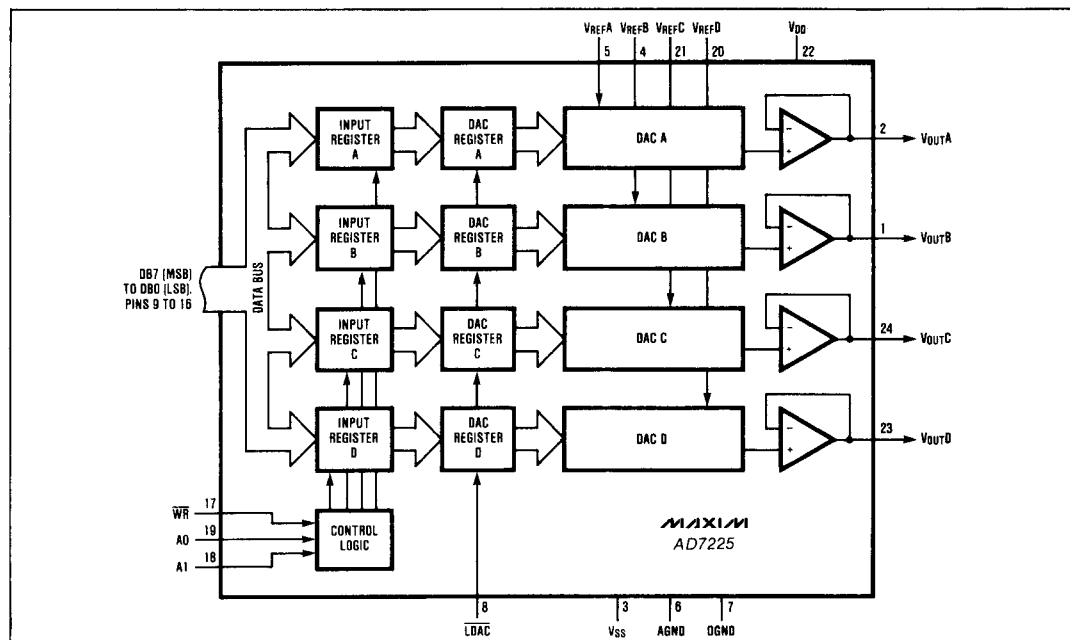 VREFA VREFB VREFC VREFD VDD
5 4 21 20 22
INPUT REGISTER A
DAC REGISTER A
DAC A
- +
2
VOUTA
INPUT REGISTER B
DAC REGISTER B
DAC B
- +
1
VOUTB
DB7 (MSB)
TO DB0 (LSB).
PINS 9 TO 16
DATA BUS
INPUT REGISTER C
DAC REGISTER C
DAC C
- +
24
VOUTC
INPUT REGISTER D
DAC REGISTER D
DAC D
- +
23
VOUTD
WR 17
A0 19
A1 18
CONTROL LOGIC
MAXIM
AD7225
8 3 6 7
LDAC VSS AGND DGND